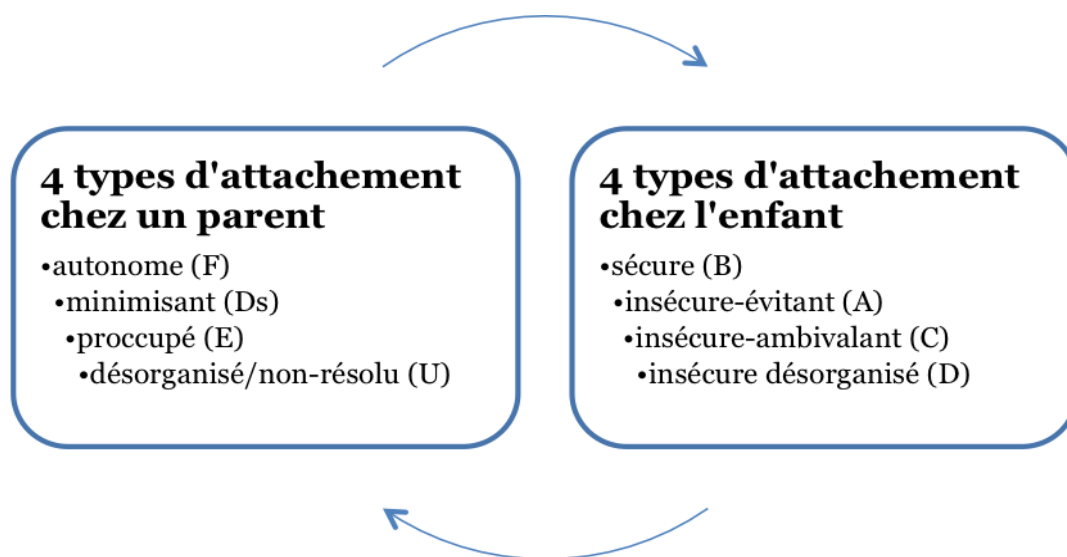 4 types d'attachement
chez un parent
•autonome (F)
•minimisant (Ds)
•proccupé (E)
•désorganisé/non-résolu (U)
4 types d'attachement
chez l'enfant
•sécure (B)
•insécure-évitant (A)
•insécure-ambivalant (C)
•insécure désorganisé (D)